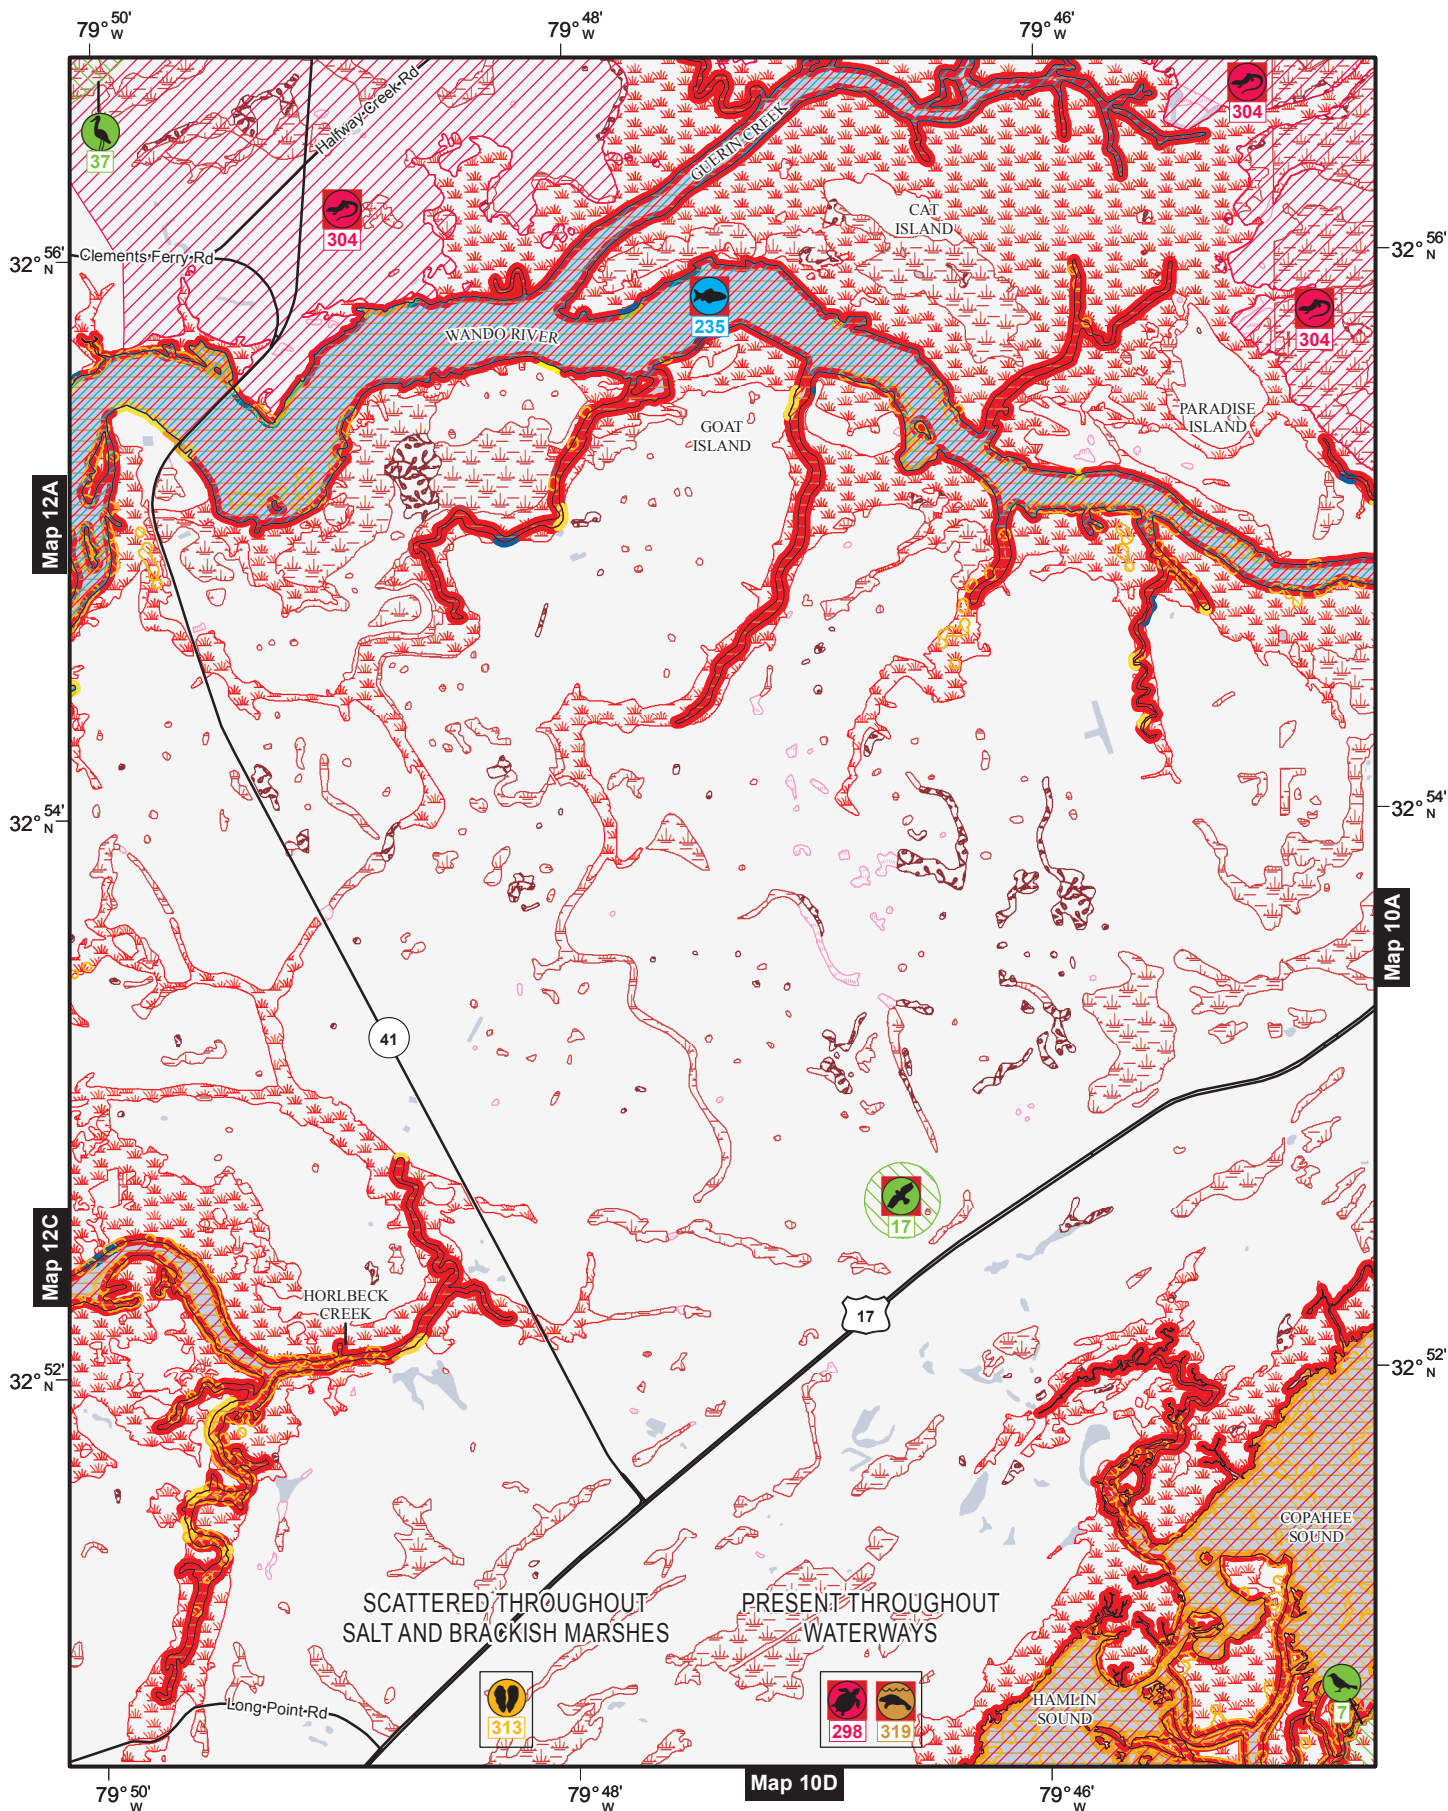 79° 50' W
79° 48' W
79° 46' W
37
Halfway Creek Rd
GUERIN CREEK
304
304
CAT
ISLAND
32° 56' N
Clements Ferry Rd
32° 56' N
235
304
WANDO RIVER
PARADISE
ISLAND
GOAT
ISLAND
Map 12A
32° 54' N
32° 54' N
Map 10A
41
17
Map 12C
HORLBECK
CREEK
17
32° 52' N
32° 52' N
COPAHEE
SOUND
SCATTERED THROUGHOUT
SALT AND BRACKISH MARSHES
PRESENT THROUGHOUT
WATERWAYS
313
298
319
HAMLIN
SOUND
7
Long Point Rd
79° 50' W
79° 48' W
Map 10D
79° 46' W